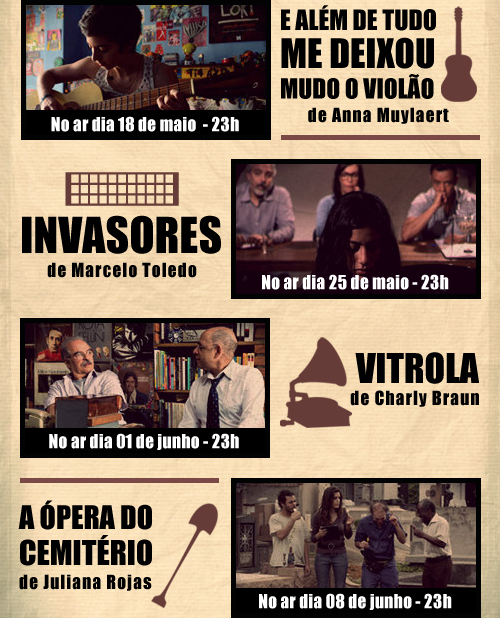 E ALÉM DE TUDO
ME DEIXOU
MUDO O VIOLÃO
de Anna Muylaert
No ar dia 18 de maio - 23h
INVASORES
de Marcelo Toledo
No ar dia 25 de maio - 23h
VITROLA
de Charly Braun
No ar dia 01 de junho - 23h
A ÓPERA DO
CEMITÉRIO
de Juliana Rojas
No ar dia 08 de junho - 23h